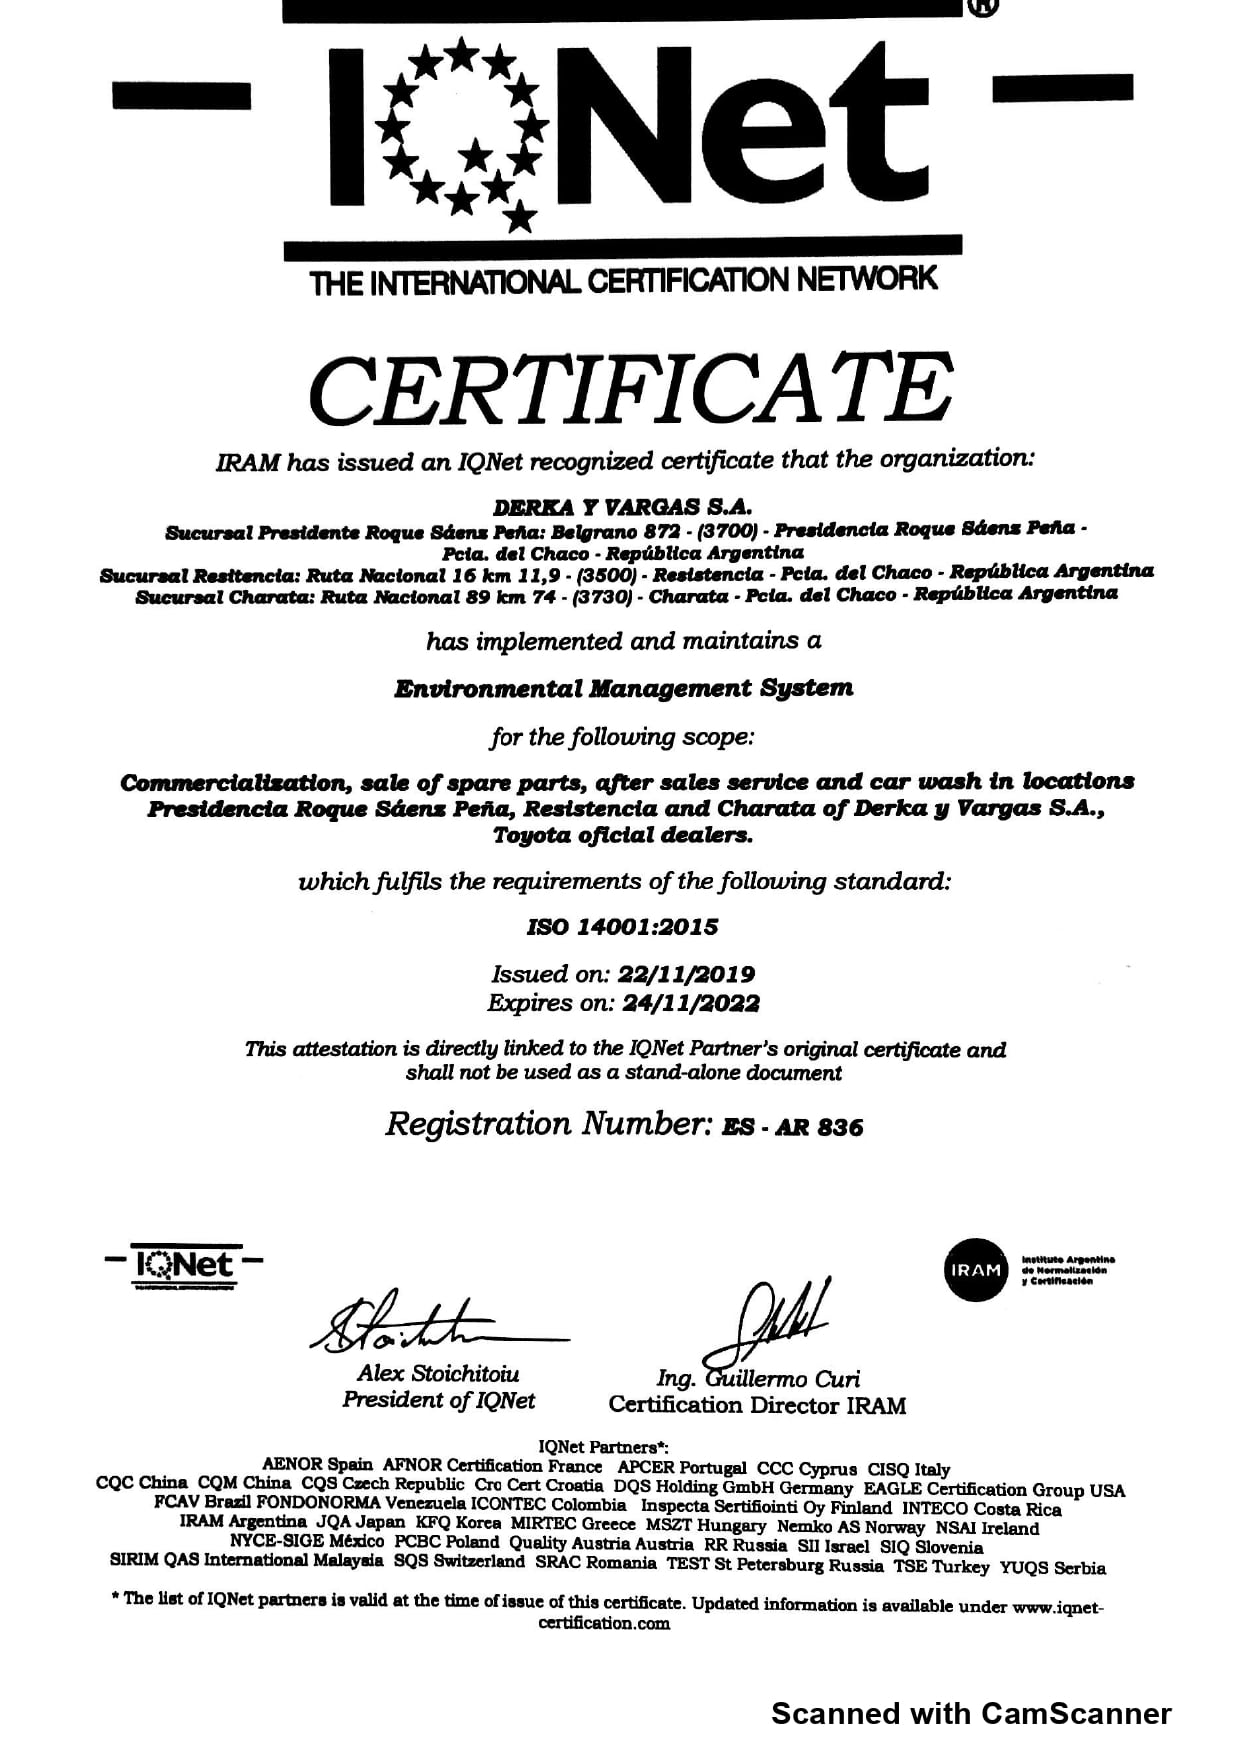 ®
IQNet
THE INTERNATIONAL CERTIFICATION NETWORK
CERTIFICATE
IRAM has issued an IQNet recognized certificate that the organization:
DERKA Y VARGAS S.A.
Sucursal Presidente Roque Sáenz Peña: Belgrano 872 - (3700) - Presidencia Roque Sáenz Peña -
Pcia. del Chaco - República Argentina
Sucursal Resitencia: Ruta Nacional 16 km 11,9 - (3500) - Resistencia - Pcia. del Chaco - República Argentina
Sucursal Charata: Ruta Nacional 89 km 74 - (3730) - Charata - Pcia. del Chaco - República Argentina
has implemented and maintains a
Environmental Management System
for the following scope:
Commercialization, sale of spare parts, after sales service and car wash in locations
Presidencia Roque Sáenz Peña, Resistencia and Charata of Derka y Vargas S.A.,
Toyota oficial dealers.
which fulfils the requirements of the following standard:
ISO 14001:2015
Issued on: 22/11/2019
Expires on: 24/11/2022
This attestation is directly linked to the IQNet Partner's original certificate and
shall not be used as a stand-alone document
Registration Number: ES - AR 836
IQNet
IRAM
Instituto Argentino
de Normalización
y Certificación
Alex Stoichitoiu
President of IQNet
Ing. Guillermo Curi
Certification Director IRAM
IQNet Partners*:
AENOR Spain AFNOR Certification France APCER Portugal CCC Cyprus CISQ Italy
CQC China CQM China CQS Czech Republic Cro Cert Croatia DQS Holding GmbH Germany EAGLE Certification Group USA
FCAV Brazil FONDONORMA Venezuela ICONTEC Colombia Inspecta Sertifiointi Oy Finland INTECO Costa Rica
IRAM Argentina JQA Japan KFQ Korea MIRTEC Greece MSZT Hungary Nemko AS Norway NSAI Ireland
NYCE-SIGE México PCBC Poland Quality Austria Austria RR Russia SII Israel SIQ Slovenia
SIRIM QAS International Malaysia SQS Switzerland SRAC Romania TEST St Petersburg Russia TSE Turkey YUQS Serbia
* The list of IQNet partners is valid at the time of issue of this certificate. Updated information is available under www.iqnet-
certification.com
Scanned with CamScanner